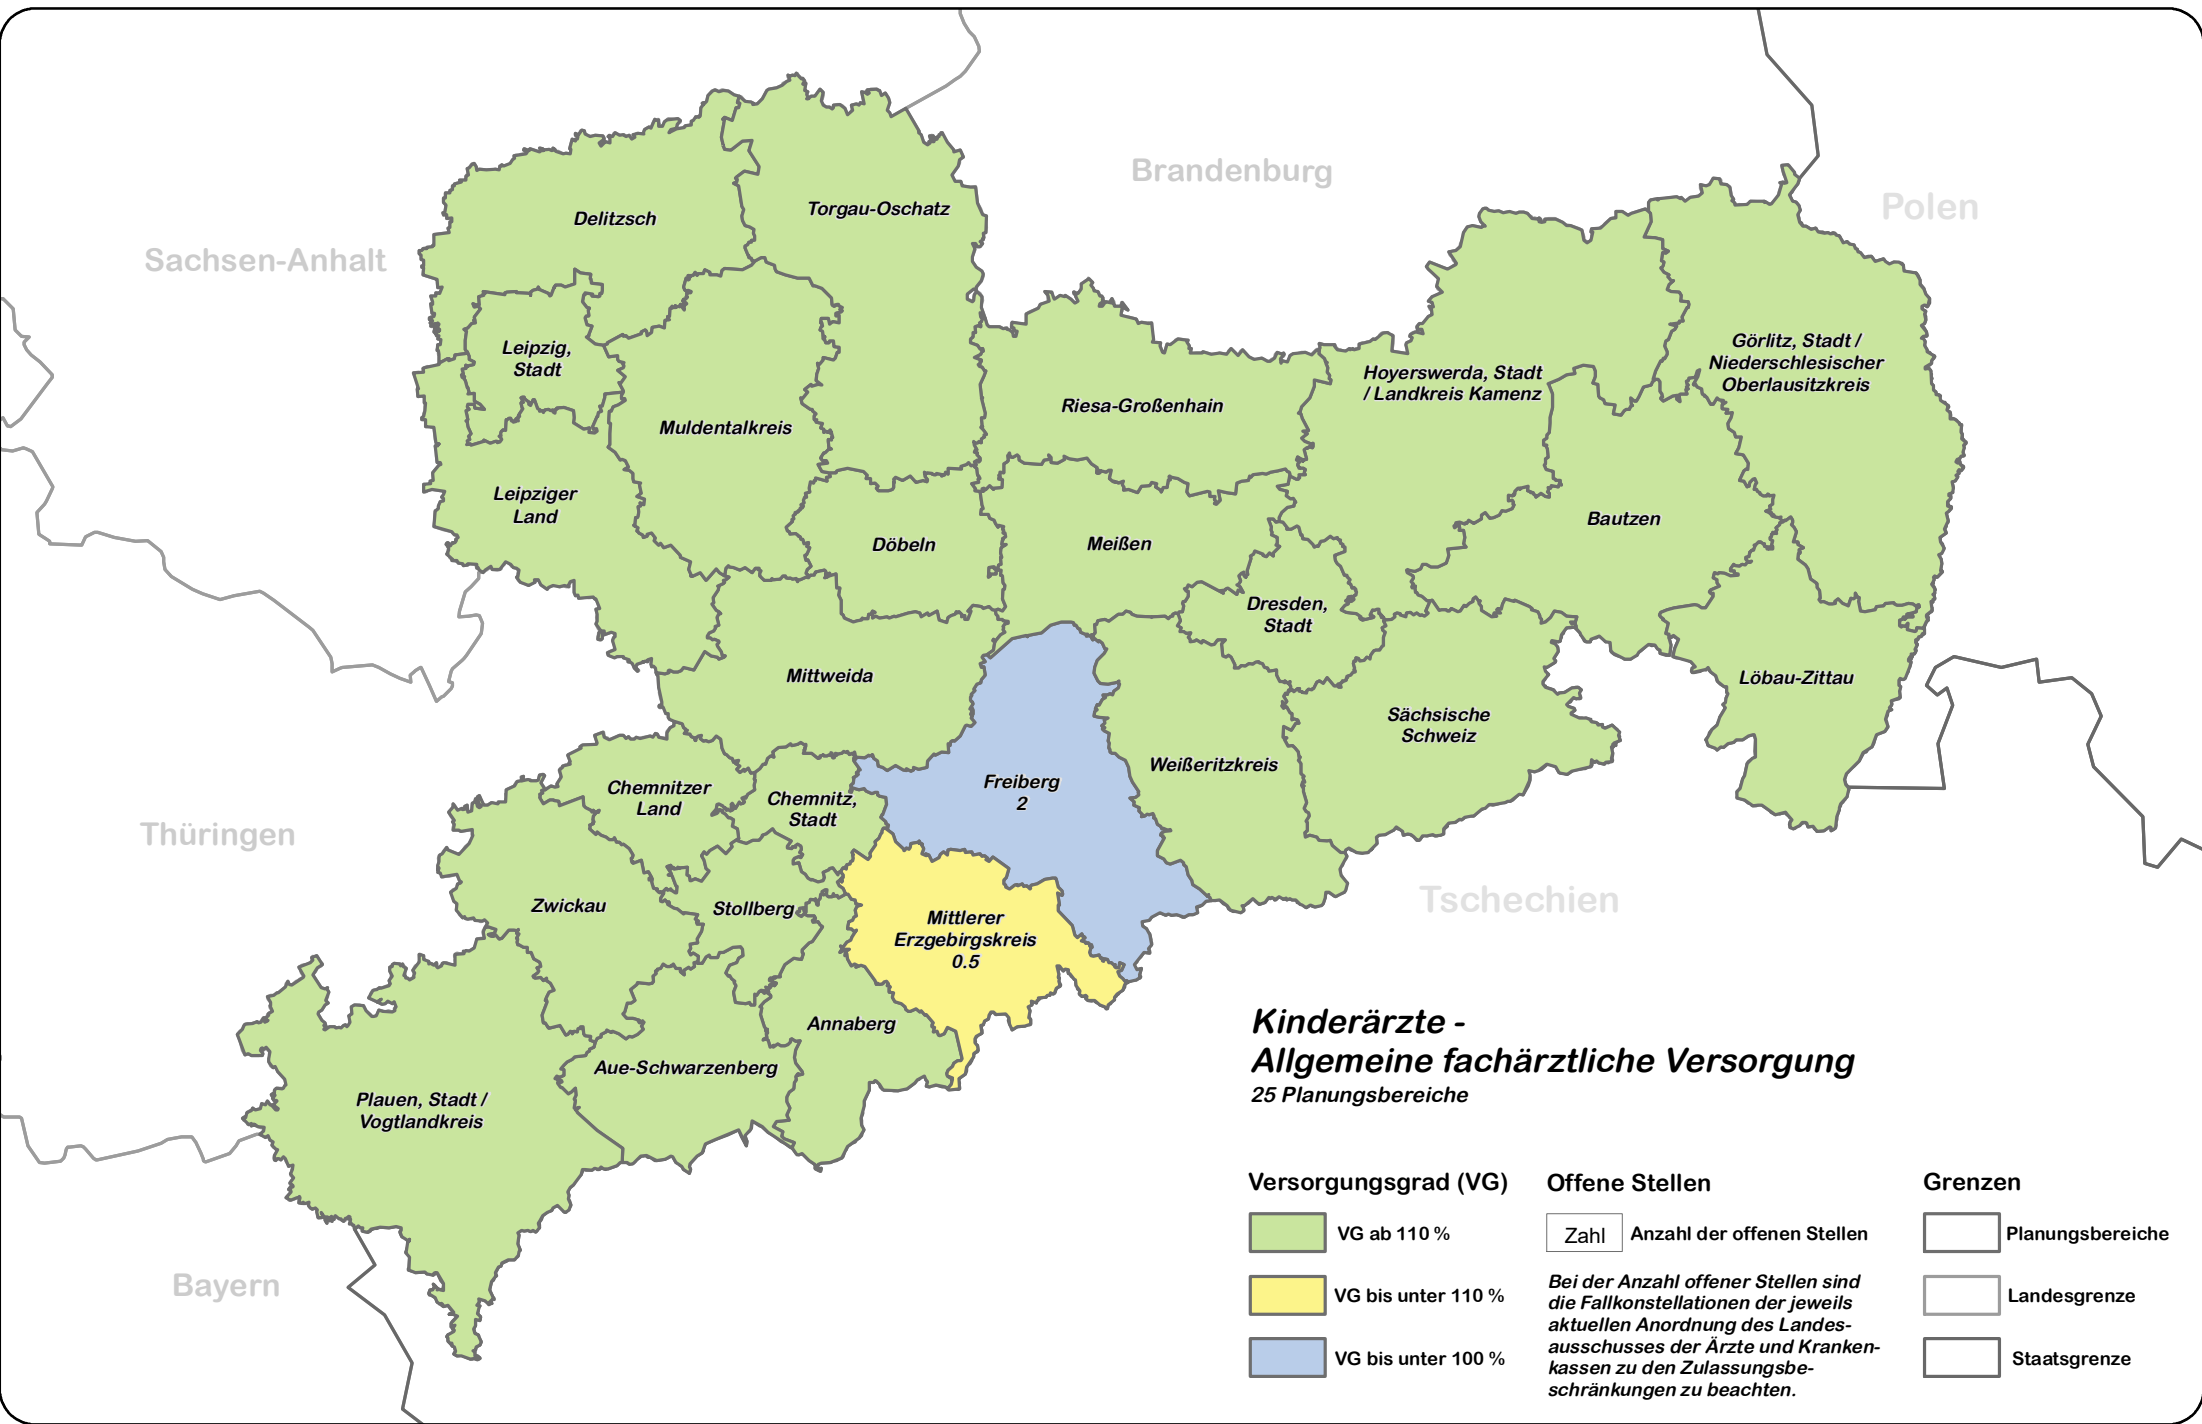 Brandenburg
Polen
Sachsen-Anhalt
Thüringen
Tschechien
Bayern
Delitzsch
Torgau-Oschatz
Leipzig,
Stadt
Muldentalkreis
Leipziger
Land
Döbeln
Riesa-Großenhain
Meißen
Hoyerswerda, Stadt
/ Landkreis Kamenz
Görlitz, Stadt /
Niederschlesischer
Oberlausitzkreis
Bautzen
Dresden,
Stadt
Löbau-Zittau
Sächsische
Schweiz
Weißeritzkreis
Mittweida
Freiberg
2
Chemnitzer
Land
Chemnitz,
Stadt
Zwickau
Stollberg
Mittlerer
Erzgebirgskreis
0.5
Annaberg
Aue-Schwarzenberg
Plauen, Stadt /
Vogtlandkreis
Kinderärzte -
Allgemeine fachärztliche Versorgung
25 Planungsbereiche
Versorgungsgrad (VG)
VG ab 110 %
VG bis unter 110 %
VG bis unter 100 %
Offene Stellen
Zahl
Anzahl der offenen Stellen
Bei der Anzahl offener Stellen sind
die Fallkonstellationen der jeweils
aktuellen Anordnung des Landes-
ausschusses der Ärzte und Kranken-
kassen zu den Zulassungsbe-
schränkungen zu beachten.
Grenzen
Planungsbereiche
Landesgrenze
Staatsgrenze